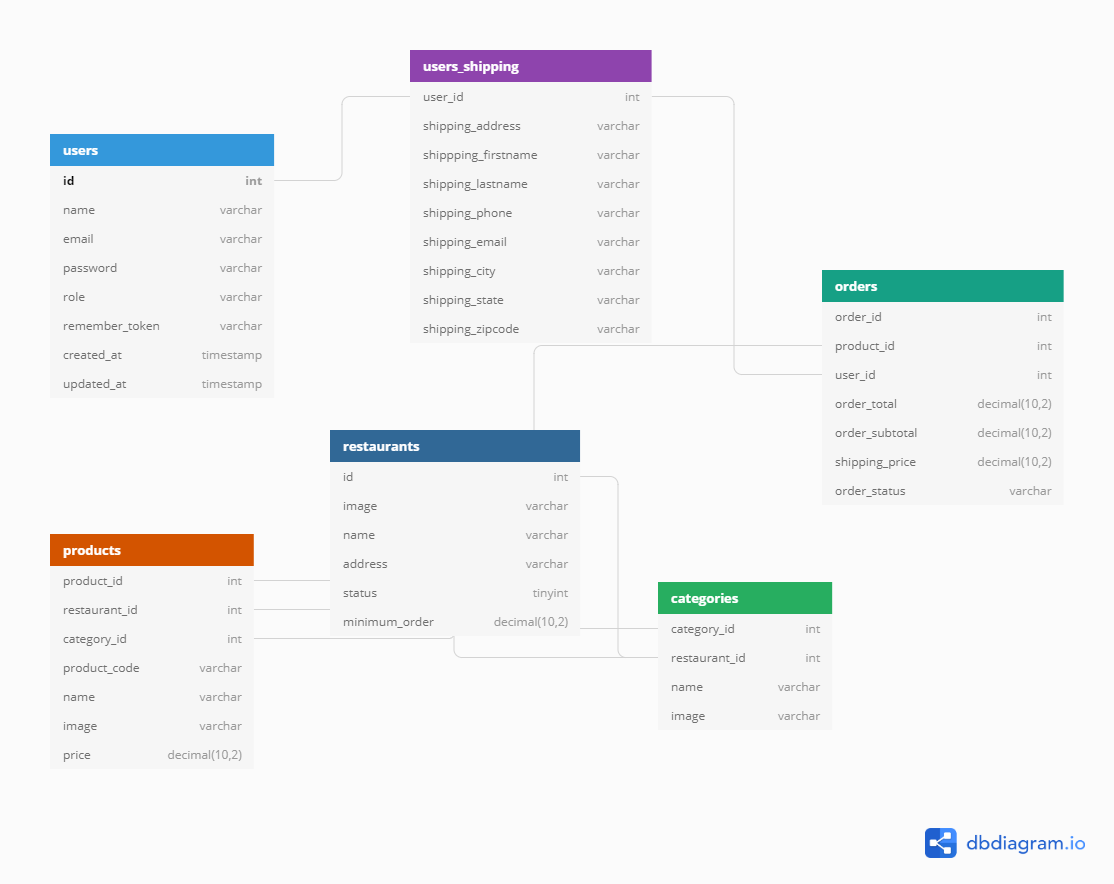 users_shipping
user_id int
shipping_address varchar
shippping_firstname varchar
shipping_lastname varchar
shipping_phone varchar
shipping_email varchar
shipping_city varchar
shipping_state varchar
shipping_zipcode varchar
users
id int
name varchar
email varchar
password varchar
role varchar
remember_token varchar
created_at timestamp
updated_at timestamp
orders
order_id int
product_id int
user_id int
order_total decimal(10,2)
order_subtotal decimal(10,2)
shipping_price decimal(10,2)
order_status varchar
restaurants
id int
image varchar
name varchar
address varchar
status tinyint
minimum_order decimal(10,2)
products
product_id int
restaurant_id int
category_id int
product_code varchar
name varchar
image varchar
price decimal(10,2)
categories
category_id int
restaurant_id int
name varchar
image varchar
dbdiagram.io